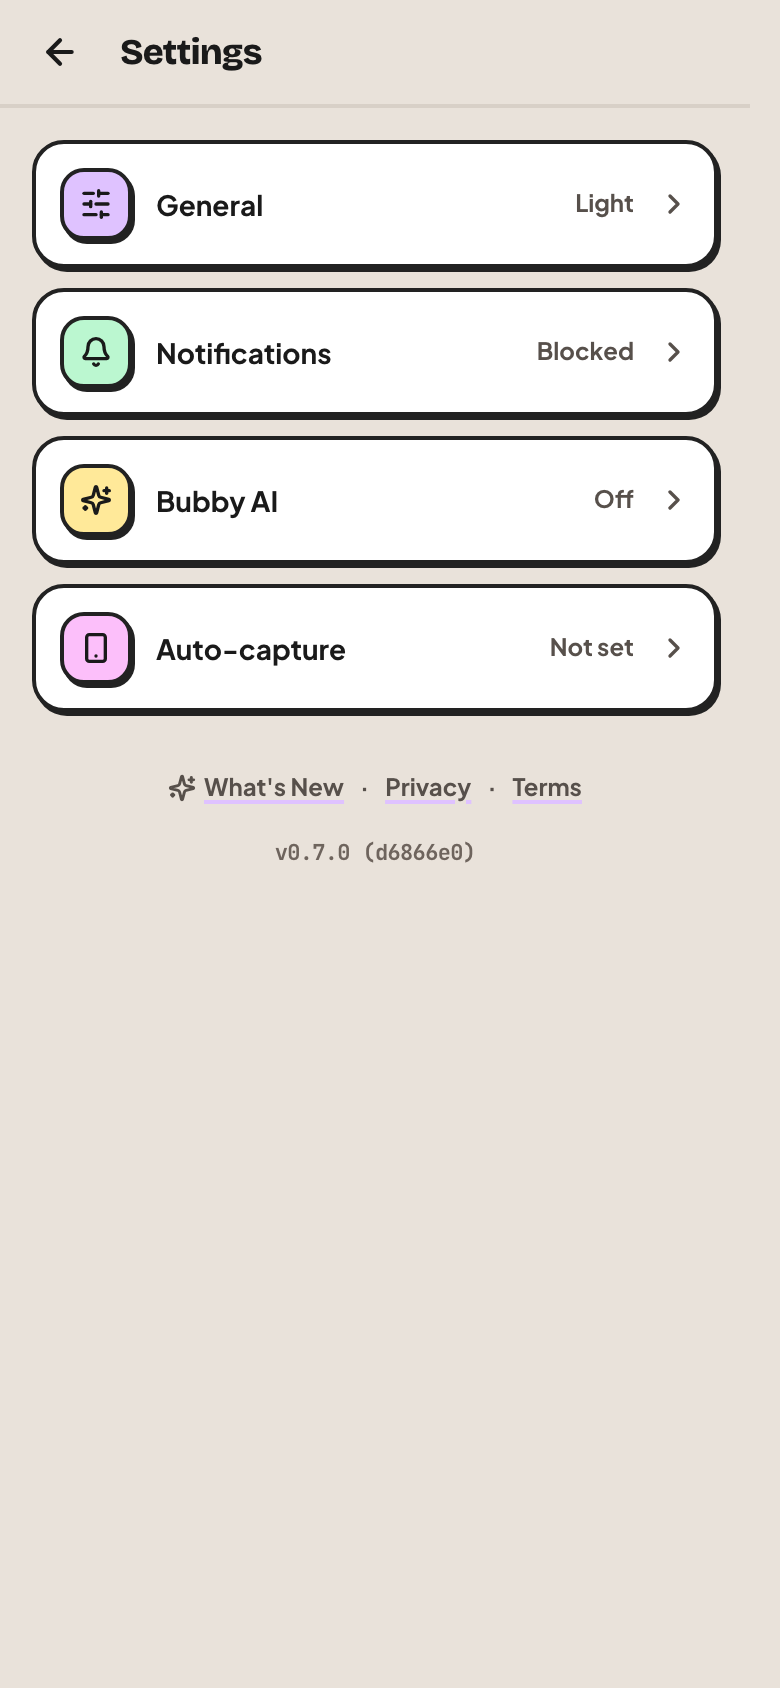 Settings
General Light
Notifications Blocked
Bubby AI Off
Auto-capture Not set
What's New · Privacy · Terms
v0.7.0 (d6866e0)